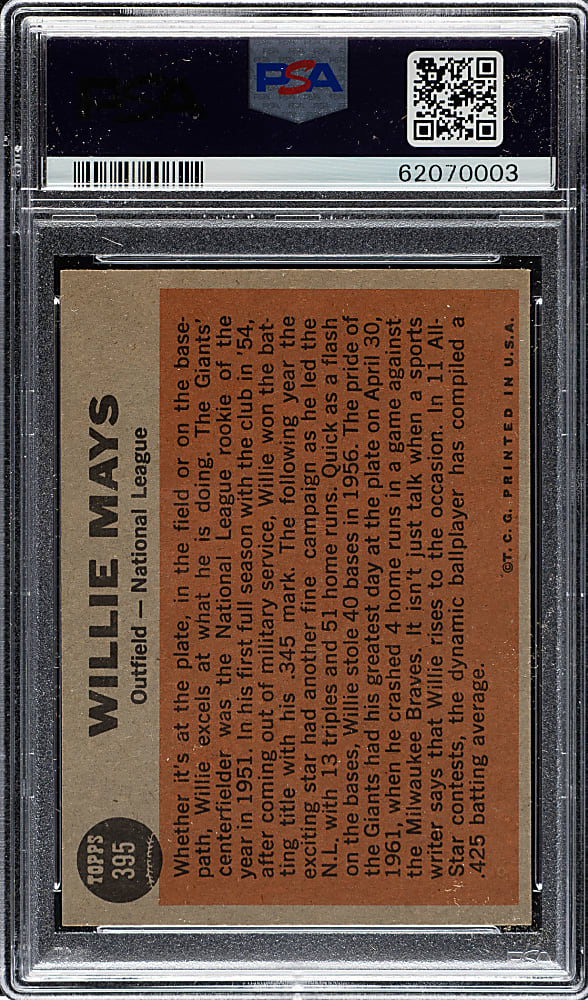 PSA
PSA
62070003
TOPPS
395
WILLIE MAYS
Outfield — National League
Whether it's at the plate, in the field or on the base-
path, Willie excels at what he is doing. The Giants'
centerfielder was the National League rookie of the
year in 1951. In his first full season with the club in '54,
after coming out of military service, Willie won the bat-
ting title with his .345 mark. The following year the
exciting star had another fine campaign as he led the
N.L. with 13 triples and 51 home runs. Quick as a flash
on the bases, Willie stole 40 bases in 1956. The pride of
the Giants had his greatest day at the plate on April 30,
1961, when he crashed 4 home runs in a game against
the Milwaukee Braves. It isn't just talk when a sports
writer says that Willie rises to the occasion. In 11 All-
Star contests, the dynamic ballplayer has compiled a
.425 batting average.
©T. C. G. PRINTED IN U.S.A.
PSA